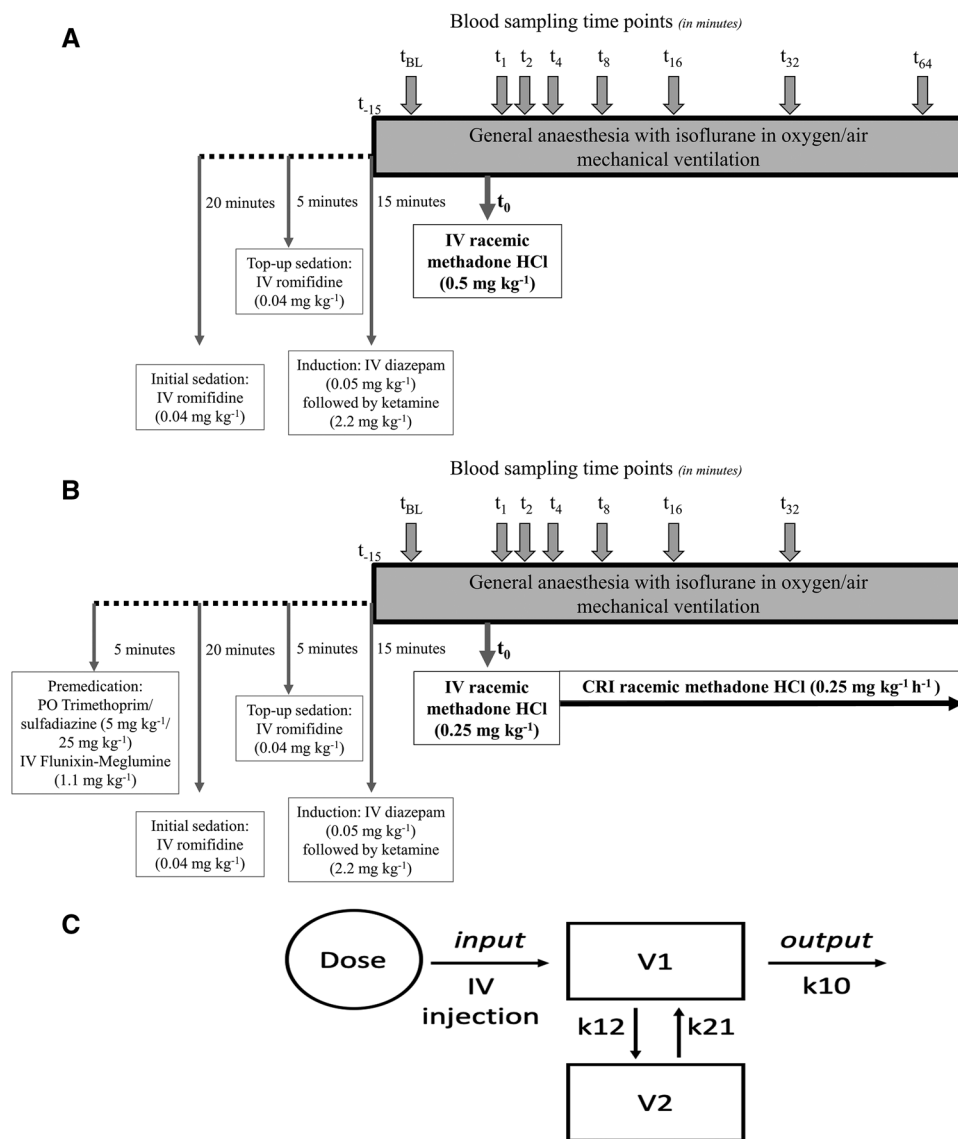 A
Blood sampling time points (in minutes)
t-15
tBL
t1
t2
t4
t8
t16
t32
t64
General anaesthesia with isoflurane in oxygen/air
mechanical ventilation
20 minutes
5 minutes
15 minutes
t0
Top-up sedation:
IV romifidine
(0.04 mg kg-1)
IV racemic
methadone HCl
(0.5 mg kg-1)
Initial sedation:
IV romifidine
(0.04 mg kg-1)
Induction: IV diazepam
(0.05 mg kg-1)
followed by ketamine
(2.2 mg kg-1)
B
Blood sampling time points (in minutes)
t-15
tBL
t1
t2
t4
t8
t16
t32
General anaesthesia with isoflurane in oxygen/air
mechanical ventilation
5 minutes
20 minutes
5 minutes
15 minutes
t0
Premedication:
PO Trimethoprim/
sulfadiazine (5 mg kg-1/
25 mg kg-1)
IV Flunixin-Meglumine
(1.1 mg kg-1)
Top-up sedation:
IV romifidine
(0.04 mg kg-1)
IV racemic
methadone HCl
(0.25 mg kg-1)
CRI racemic methadone HCl (0.25 mg kg-1 h-1)
Initial sedation:
IV romifidine
(0.04 mg kg-1)
Induction: IV diazepam
(0.05 mg kg-1)
followed by ketamine
(2.2 mg kg-1)
C
Dose
input
IV
injection
V1
output
k10
k12
k21
V2